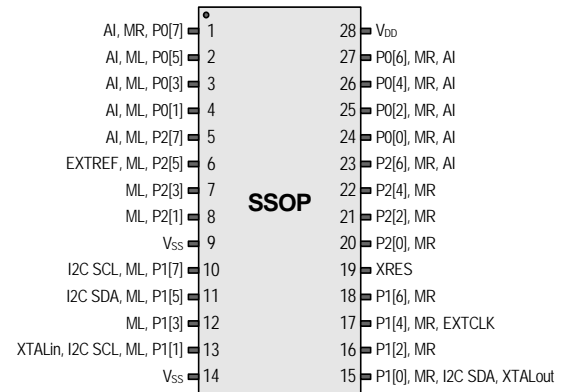 AI, MR, P0[7] 1 28 VDD
AI, ML, P0[5] 2 27 P0[6], MR, AI
AI, ML, P0[3] 3 26 P0[4], MR, AI
AI, ML, P0[1] 4 25 P0[2], MR, AI
AI, ML, P2[7] 5 24 P0[0], MR, AI
EXTREF, ML, P2[5] 6 23 P2[6], MR, AI
ML, P2[3] 7 22 P2[4], MR
ML, P2[1] 8 21 P2[2], MR
SSOP
Vss 9 20 P2[0], MR
I2C SCL, ML, P1[7] 10 19 XRES
I2C SDA, ML, P1[5] 11 18 P1[6], MR
ML, P1[3] 12 17 P1[4], MR, EXTCLK
XTALin, I2C SCL, ML, P1[1] 13 16 P1[2], MR
Vss 14 15 P1[0], MR, I2C SDA, XTALout